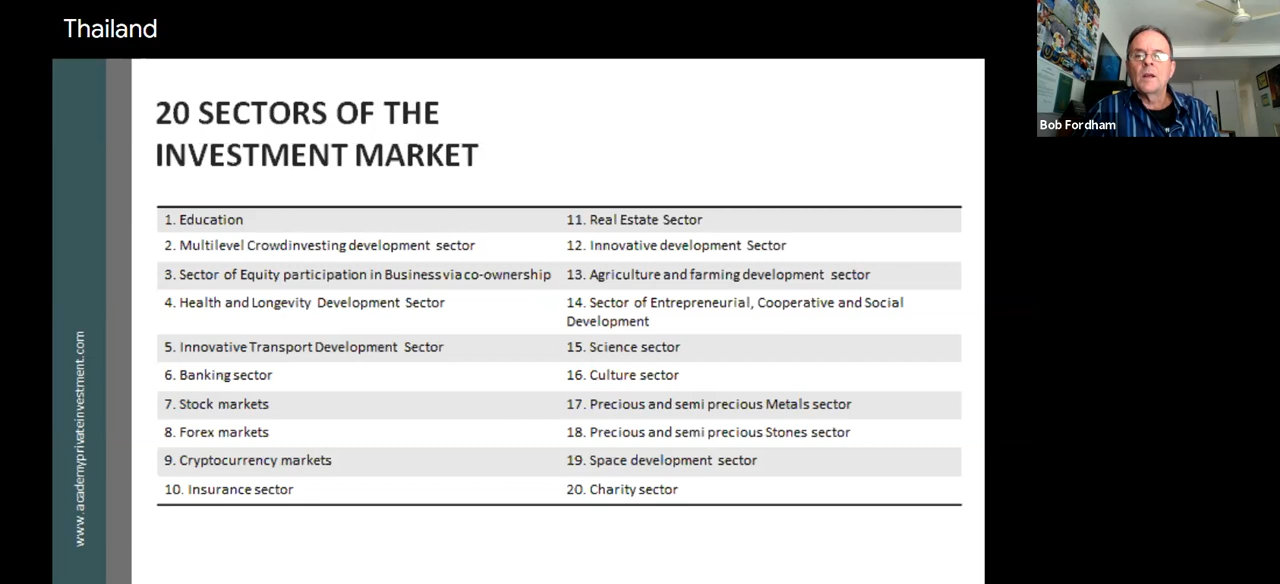 Thailand
20 SECTORS OF THE
INVESTMENT MARKET
1. Education
2. Multilevel Crowdinvesting development sector
3. Sector of Equity participation in Business via co-ownership
4. Health and Longevity Development Sector
5. Innovative Transport Development Sector
6. Banking sector
7. Stock markets
8. Forex markets
9. Cryptocurrency markets
10. Insurance sector
11. Real Estate Sector
12. Innovative development Sector
13. Agriculture and farming development sector
14. Sector of Entrepreneurial, Cooperative and Social
Development
15. Science sector
16. Culture sector
17. Precious and semi precious Metals sector
18. Precious and semi precious Stones sector
19. Space development sector
20. Charity sector
www.academyprivateinvestment.com
Bob Fordham